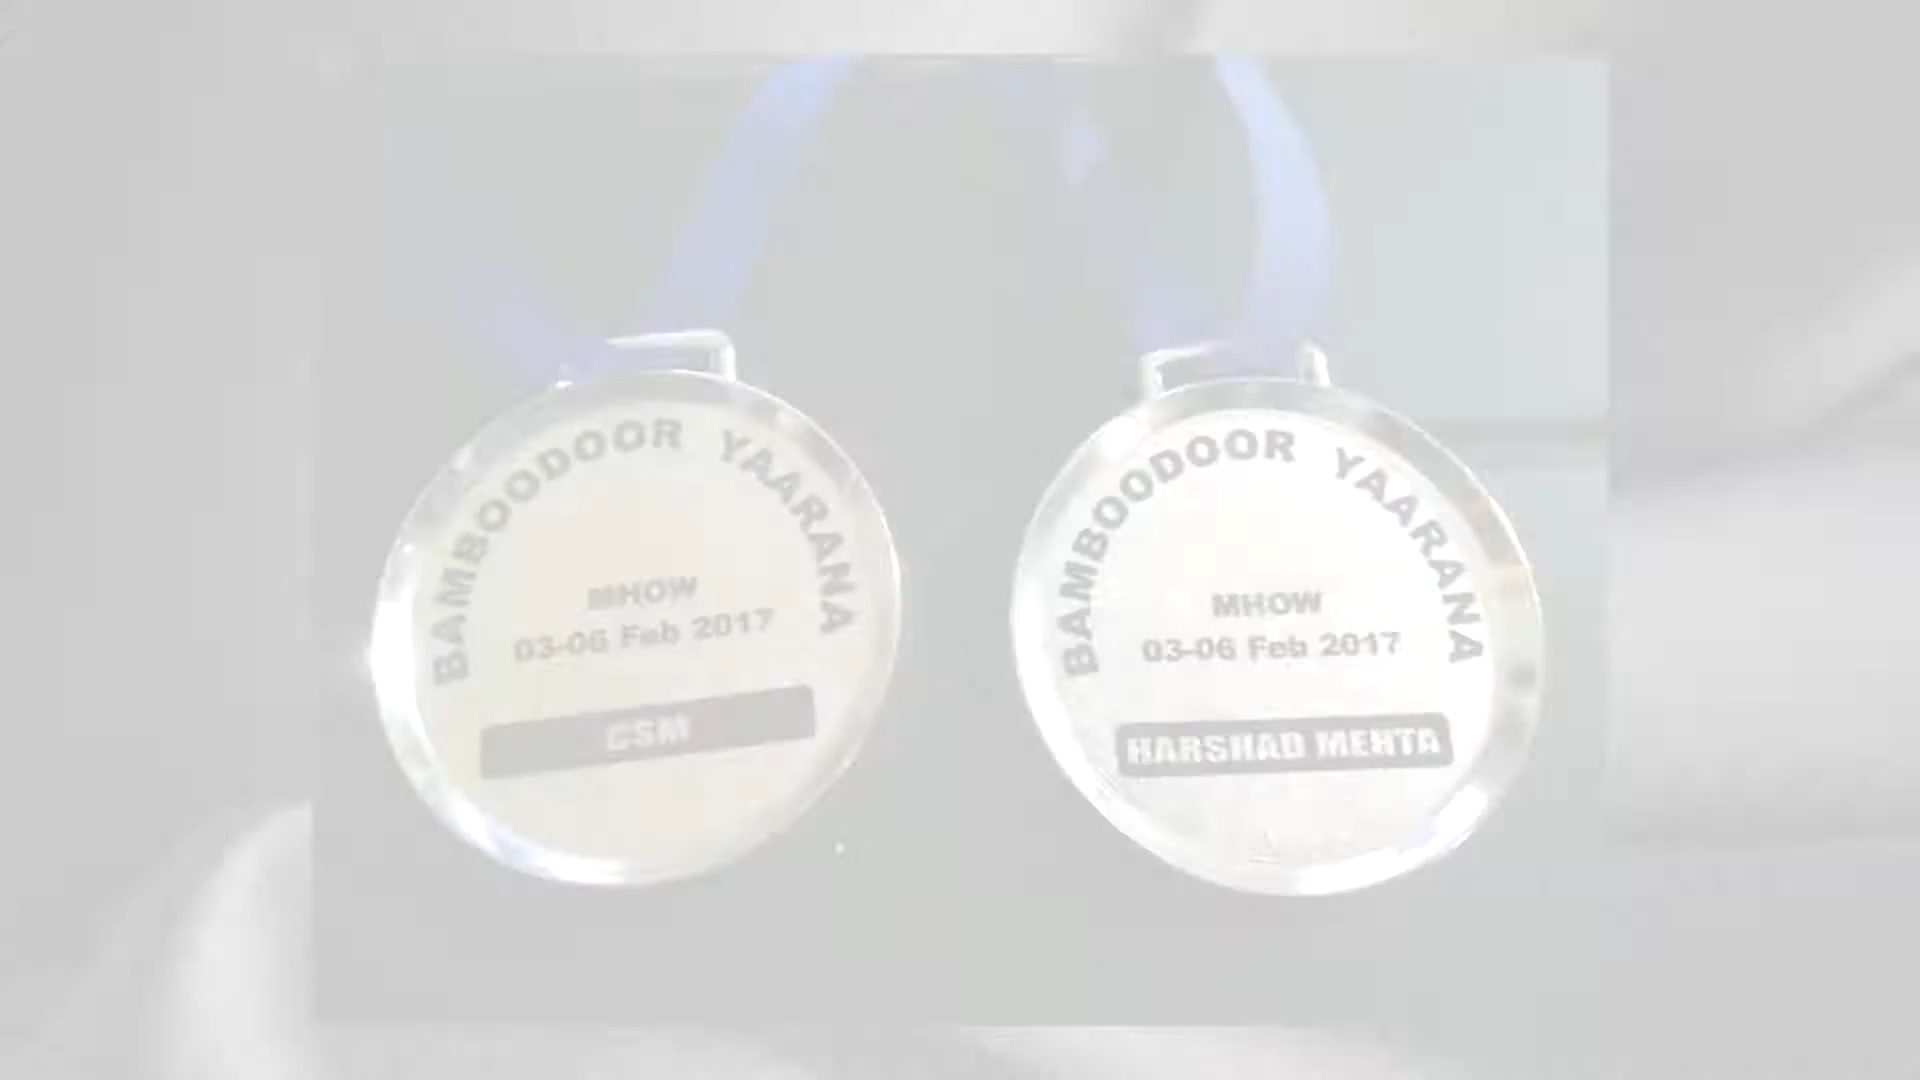 BAMBOODOOR YAARANA
MHOW
03-06 Feb 2017
CSM
BAMBOODOOR YAARANA
MHOW
03-06 Feb 2017
HARSHAD MEHTA